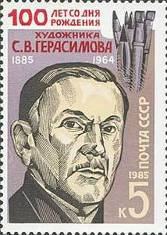 100 ЛЕТ СО ДНЯ
РОЖДЕНИЯ
ХУДОЖНИКА
С.В.ГЕРАСИМОВА
1885 1964
ПОЧТА СССР
1985
К 5